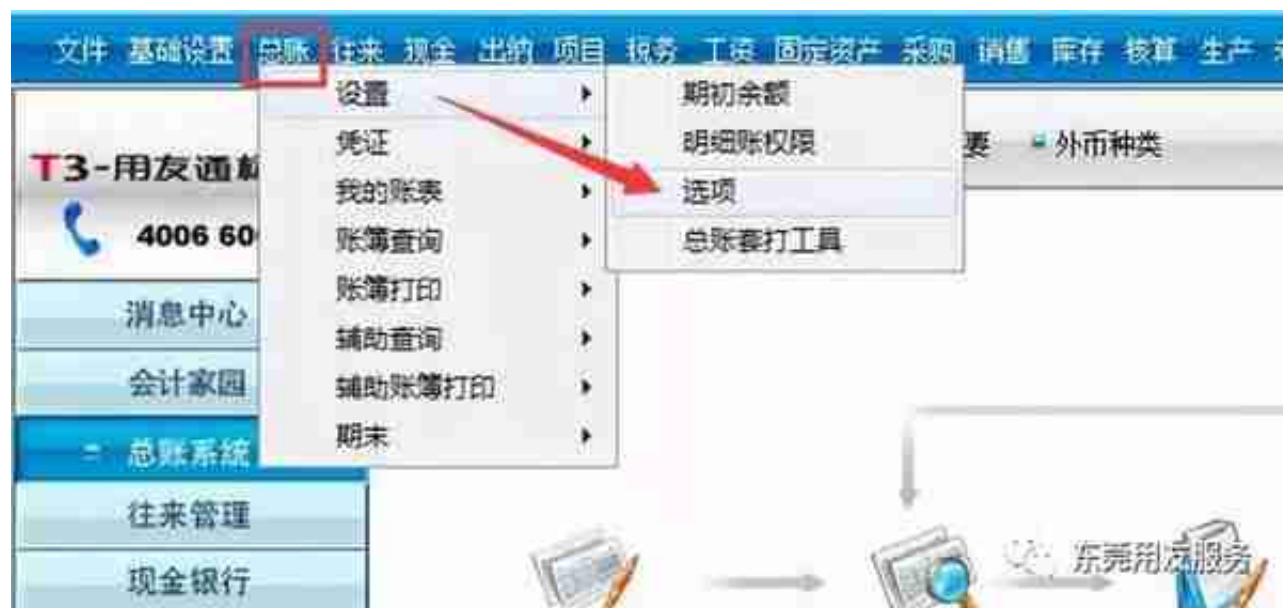 文件 基础设置 总账 往来 现金 出纳 项目 税务 工资 固定资产 采购 销售 库存 核算 生产
设置
期初余额
凭证
明细账权限
外币种类
T3-用友通
我的账表
选项
4006 60
账簿查询
总账套打工具
账簿打印
消息中心
辅助查询
会计家园
辅助账簿打印
总账系统
期末
往来管理
现金银行
东莞用友服务